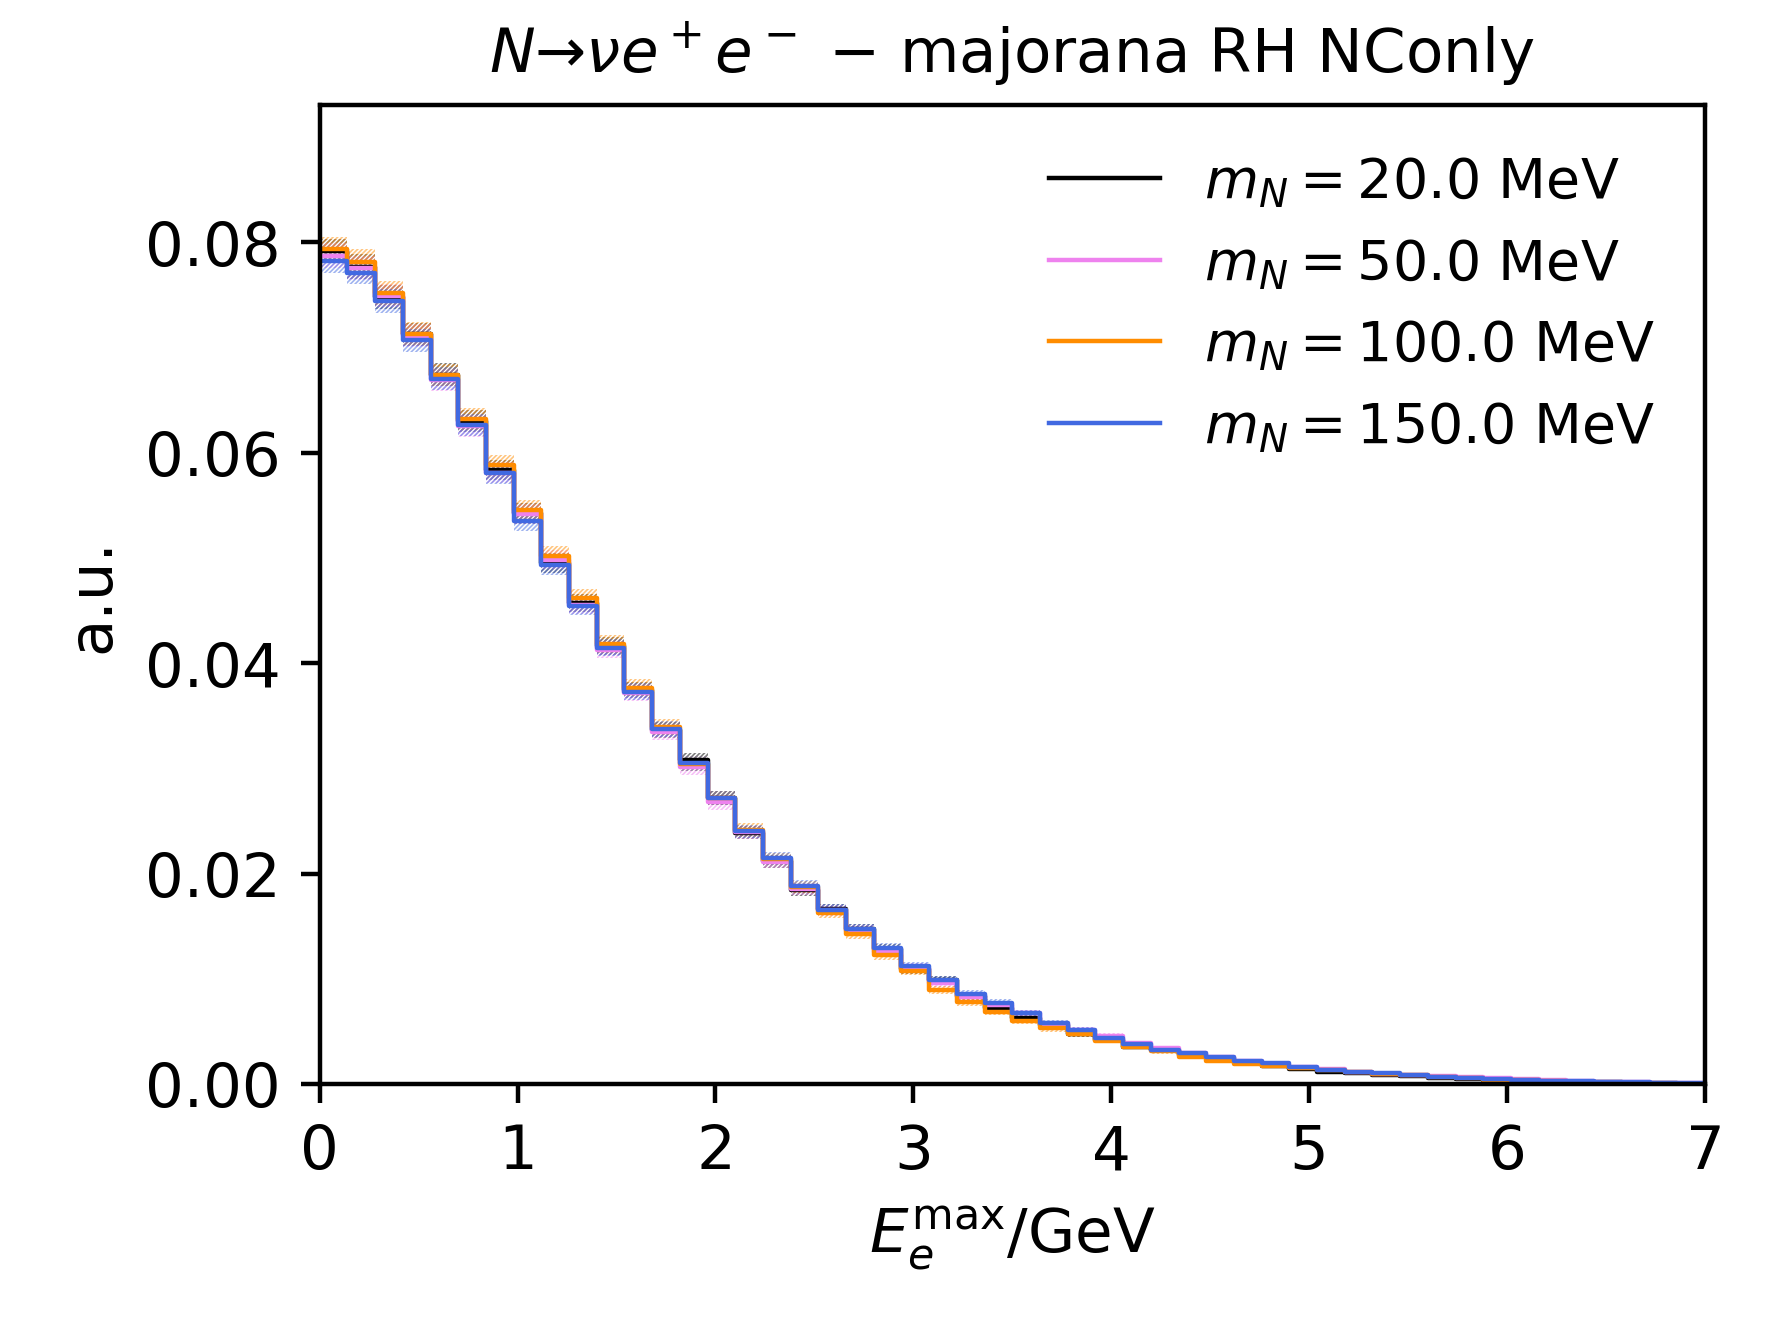 N→νe⁺e⁻ − majorana RH NConly
m_N = 20.0 MeV
m_N = 50.0 MeV
m_N = 100.0 MeV
m_N = 150.0 MeV
a.u.
0.08
0.06
0.04
0.02
0.00
0 1 2 3 4 5 6 7
E_e^max/GeV